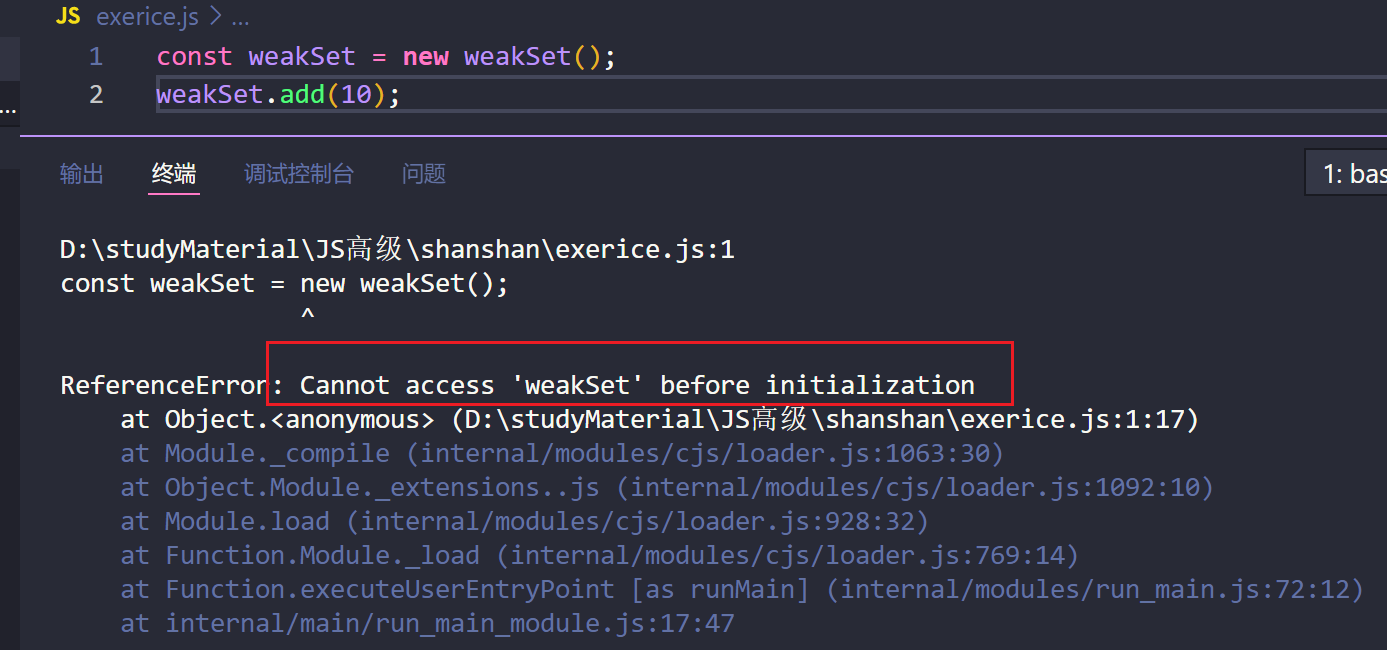 JS exerice.js > ...
1 const weakSet = new weakSet();
2 weakSet.add(10);
...
输出 终端 调试控制台 问题 1: bas
D:\studyMaterial\JS高级\shanshan\exerice.js:1
const weakSet = new weakSet();
^
ReferenceError: Cannot access 'weakSet' before initialization
at Object.<anonymous> (D:\studyMaterial\JS高级\shanshan\exerice.js:1:17)
at Module._compile (internal/modules/cjs/loader.js:1063:30)
at Object.Module._extensions..js (internal/modules/cjs/loader.js:1092:10)
at Module.load (internal/modules/cjs/loader.js:928:32)
at Function.Module._load (internal/modules/cjs/loader.js:769:14)
at Function.executeUserEntryPoint [as runMain] (internal/modules/run_main.js:72:12)
at internal/main/run_main_module.js:17:47